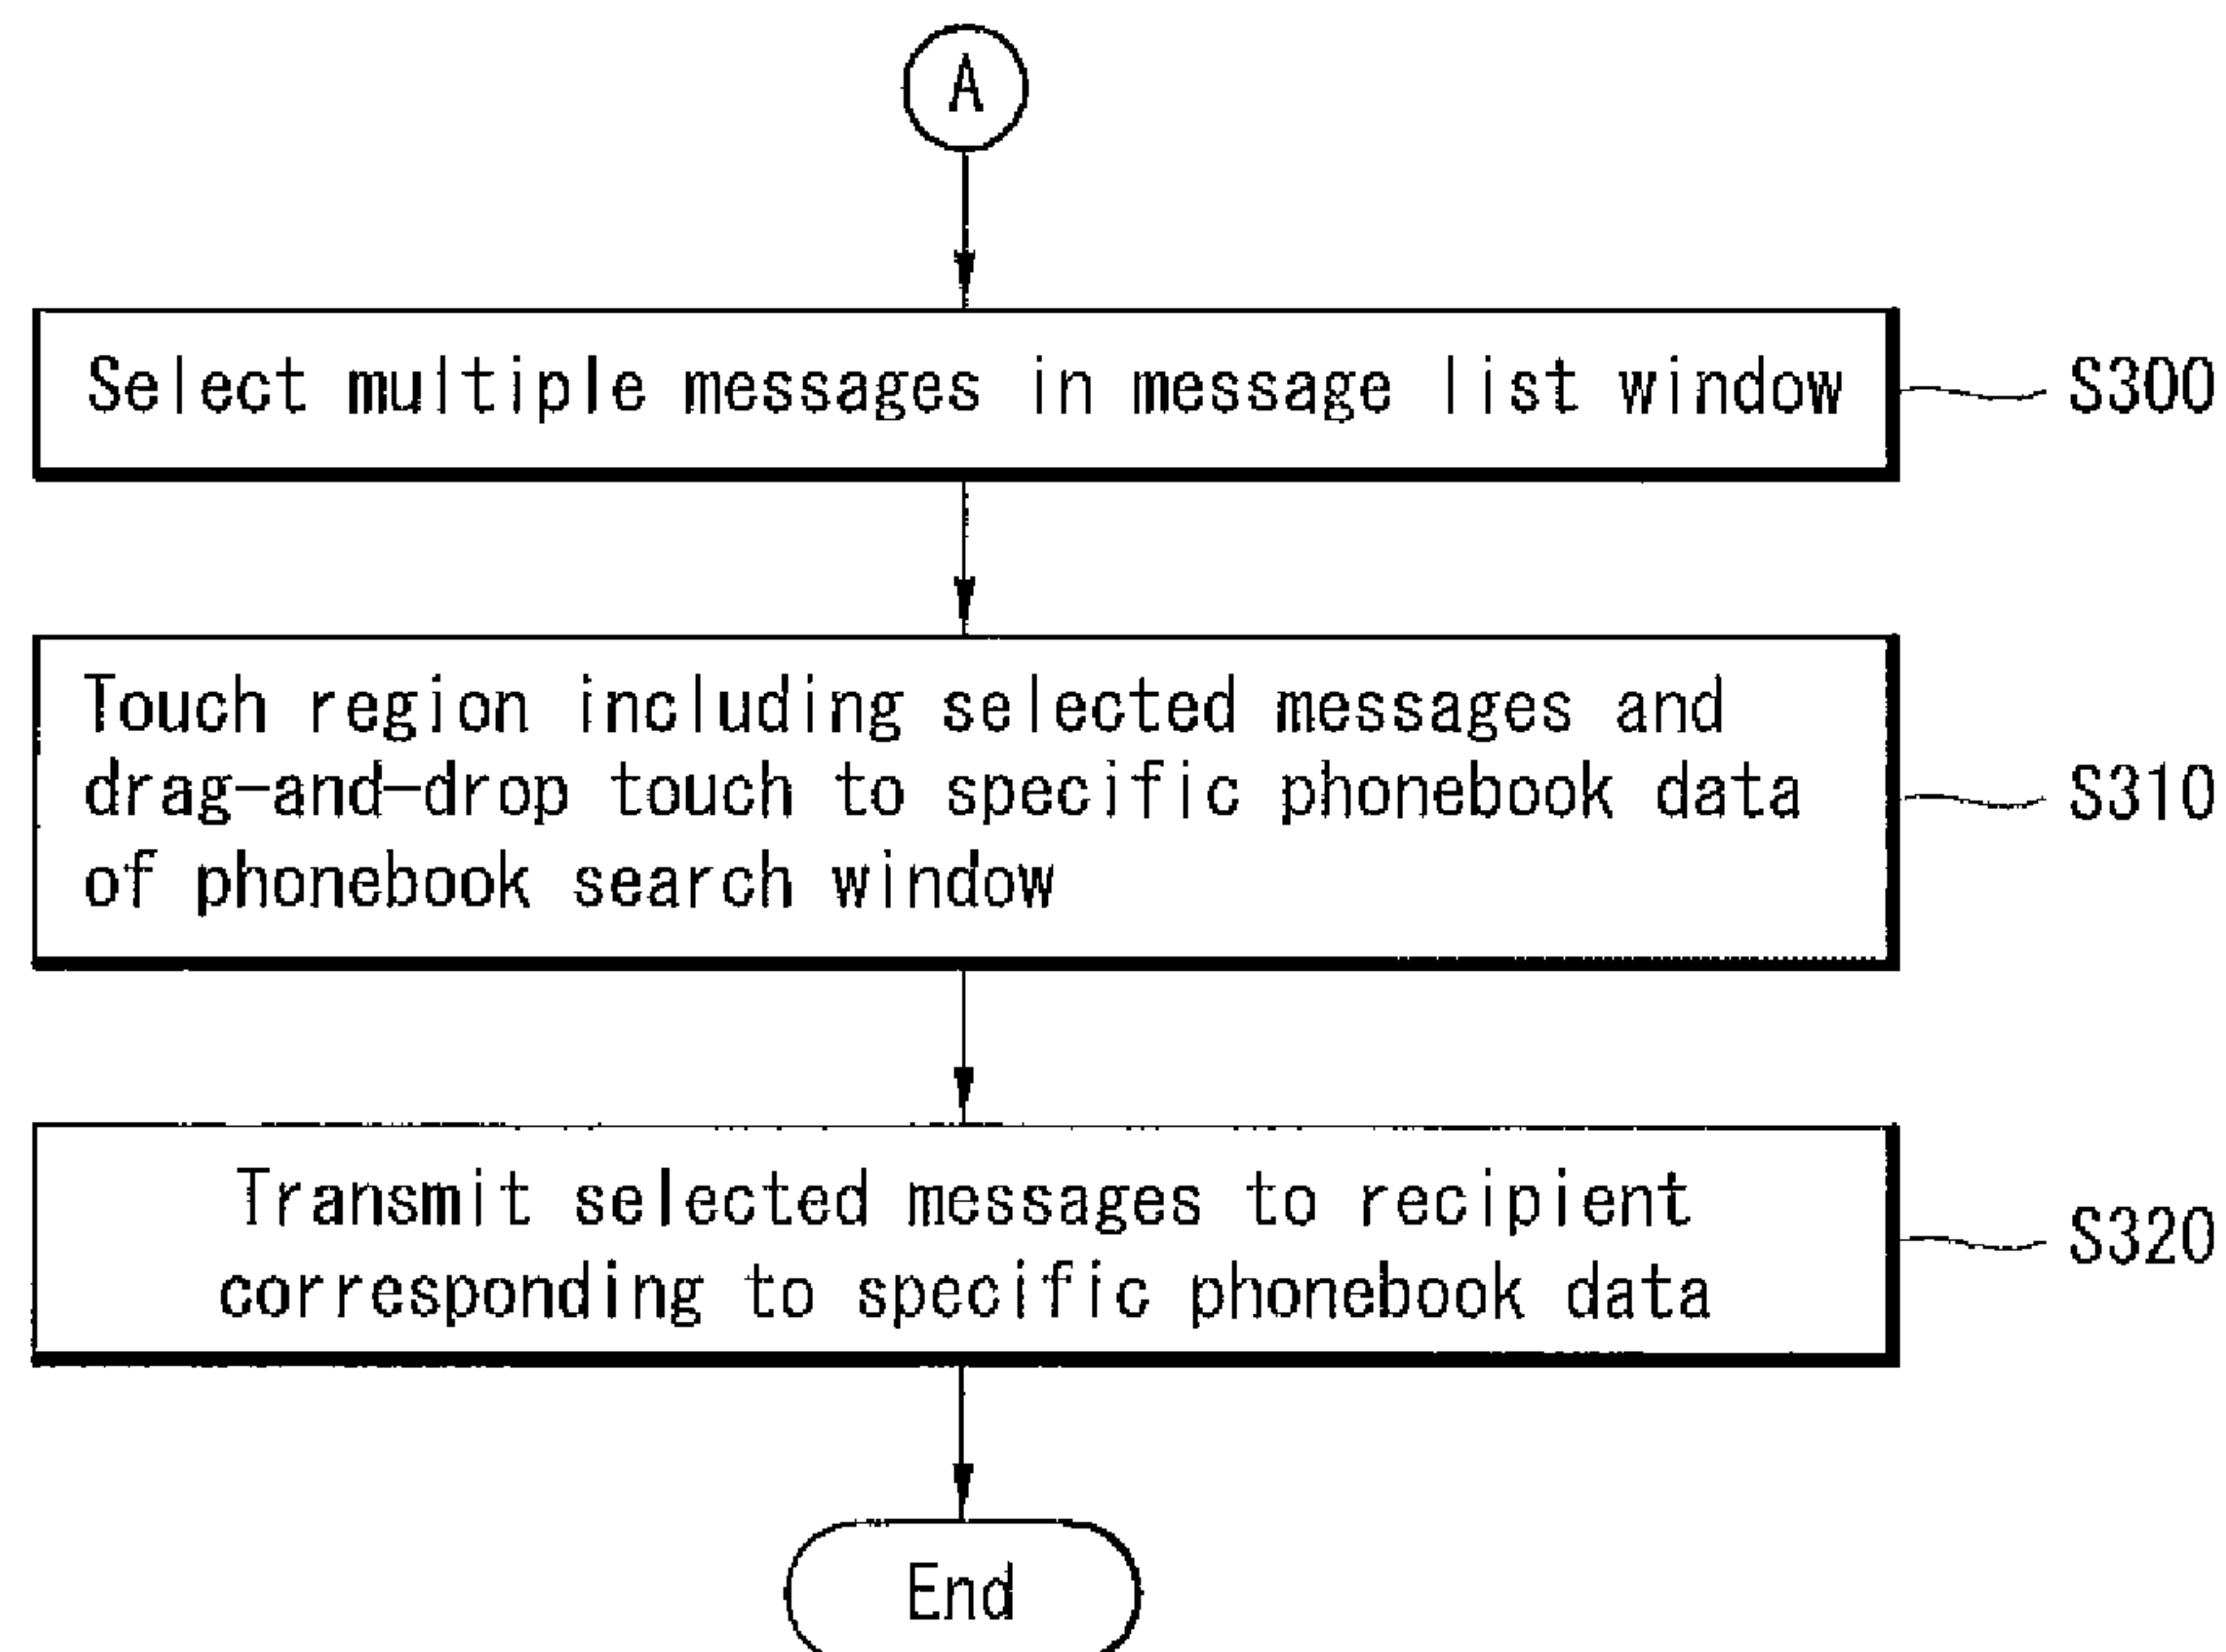 A
Select multiple messages in message list window
S300
Touch region including selected messages and
drag-and-drop touch to specific phonebook data
of phonebook search window
S310
Transmit selected messages to recipient
corresponding to specific phonebook data
S320
End